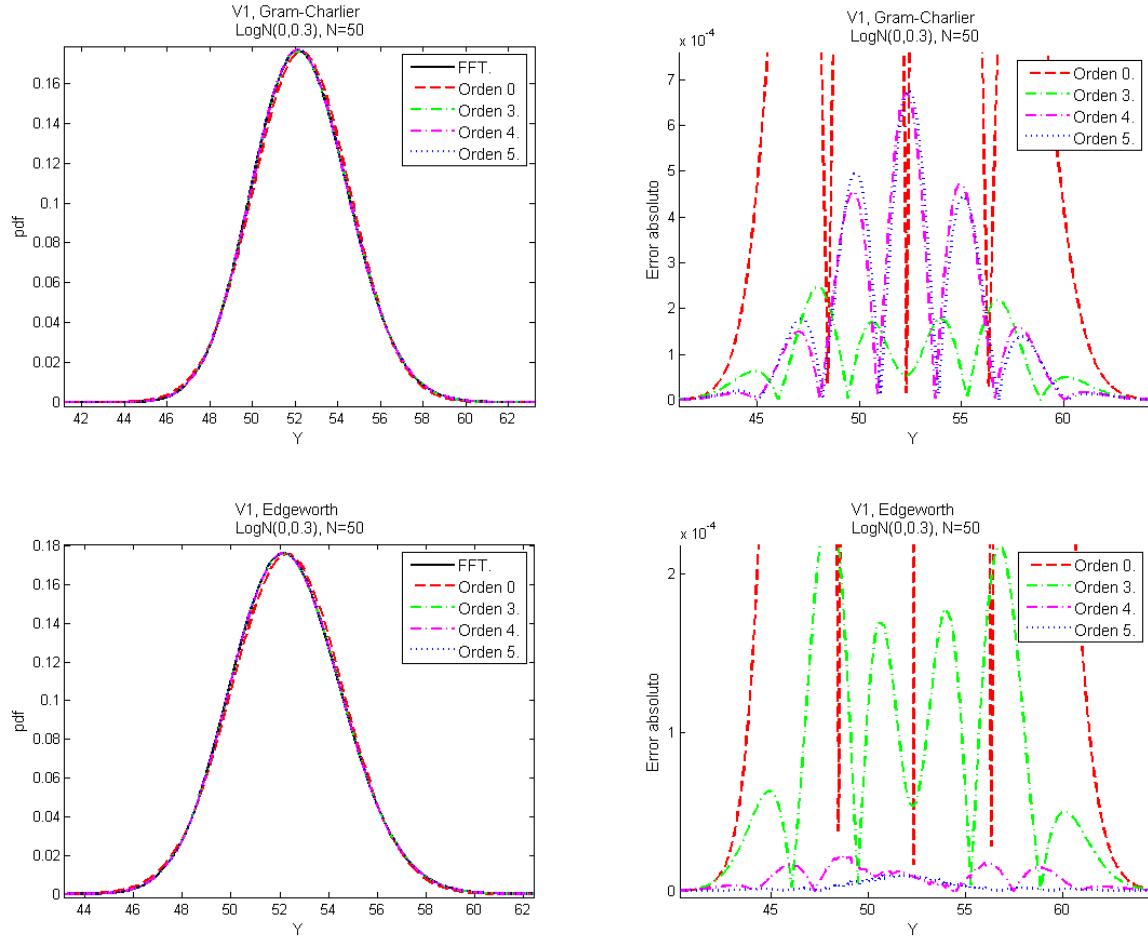 V1, Gram-Charlier
LogN(0,0.3), N=50
pdf
0.16
0.14
0.12
0.1
0.08
0.06
0.04
0.02
0
42 44 46 48 50 52 54 56 58 60 62
Y
FFT.
Orden 0
Orden 3.
Orden 4.
Orden 5.
V1, Gram-Charlier
LogN(0,0.3), N=50
x 10^-4
Error absoluto
7
6
5
4
3
2
1
0
45 50 55 60
Y
Orden 0.
Orden 3.
Orden 4.
Orden 5.
V1, Edgeworth
LogN(0,0.3), N=50
pdf
0.18
0.16
0.14
0.12
0.1
0.08
0.06
0.04
0.02
0
44 46 48 50 52 54 56 58 60 62
Y
FFT.
Orden 0
Orden 3.
Orden 4.
Orden 5.
V1, Edgeworth
LogN(0,0.3), N=50
x 10^-4
Error absoluto
2
1
0
45 50 55 60
Y
Orden 0.
Orden 3.
Orden 4.
Orden 5.